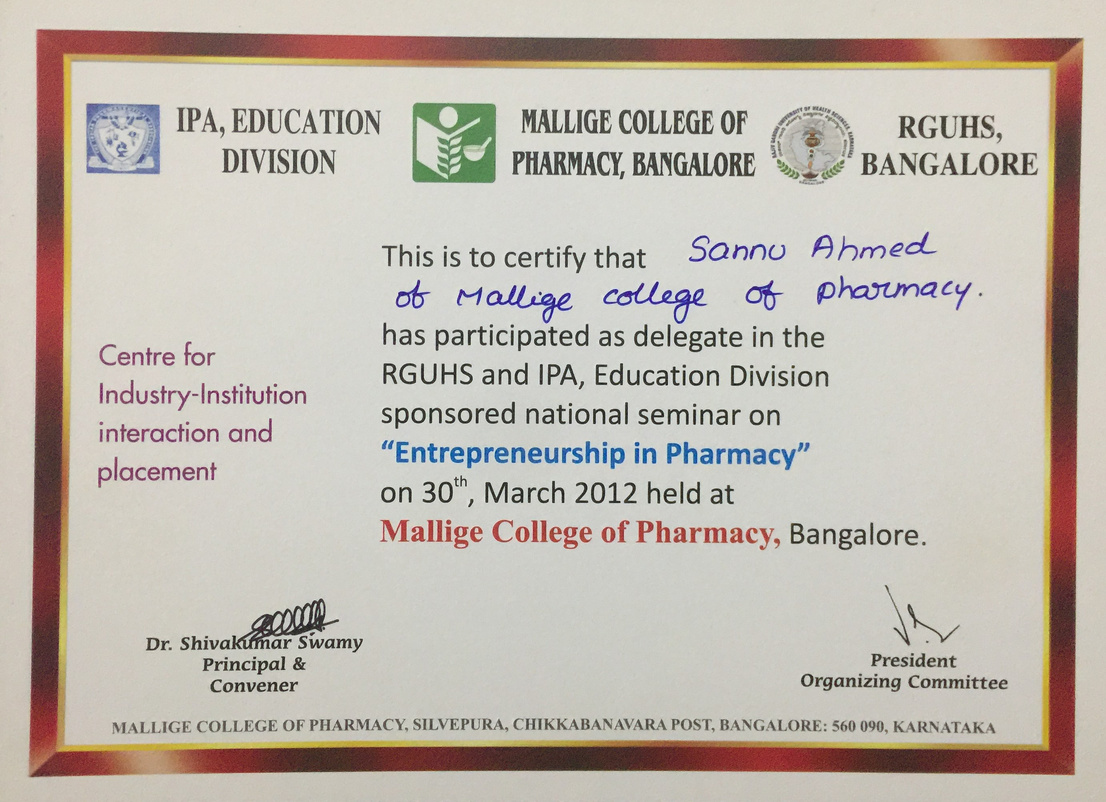 IPA, EDUCATION
DIVISION
MALLIGE COLLEGE OF
PHARMACY, BANGALORE
RGUHS,
BANGALORE
This is to certify that Sannu Ahmed
of Mallige college of pharmacy.
has participated as delegate in the
RGUHS and IPA, Education Division
sponsored national seminar on
“Entrepreneurship in Pharmacy”
on 30th, March 2012 held at
Mallige College of Pharmacy, Bangalore.
Centre for
Industry-Institution
interaction and
placement
Dr. Shivakumar Swamy
Principal &
Convener
President
Organizing Committee
MALLIGE COLLEGE OF PHARMACY, SILVEPURA, CHIKKABANAVARA POST, BANGALORE: 560 090, KARNATAKA